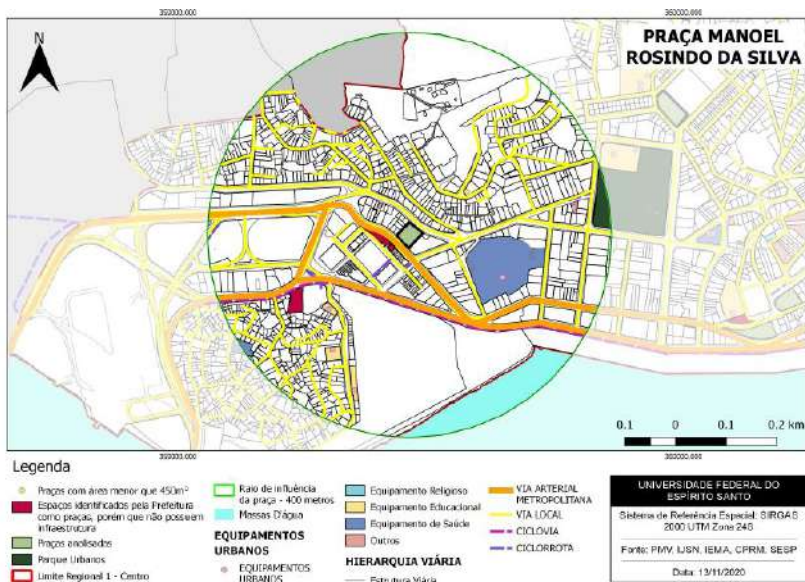 PRAÇA MANOEL
ROSINDO DA SILVA
N
0.1 0 0.1 0.2 km
Legenda
Praças com área menor que 450m²
Espaços identificados pela Prefeitura
como praças, porém que não possuem
infraestrutura
Praças analisadas
Parque Urbanos
Limite Regional 1 - Centro
Raio de influência
da praça - 400 metros
Massas D'água
EQUIPAMENTOS
URBANOS
EQUIPAMENTOS
URBANOS
Equipamento Religioso
Equipamento Educacional
Equipamento de Saúde
Outros
HIERARQUIA VIÁRIA
Estrutura Viária
VIA ARTERIAL
METROPOLITANA
VIA LOCAL
CICLOVIA
CICLORROTA
UNIVERSIDADE FEDERAL DO
ESPÍRITO SANTO
Sistema de Referência Espacial: SIRGAS
2000 UTM Zona 24S
Fonte: PMV, IJSN, IEMA, CPRM, SESP
Data: 13/11/2020